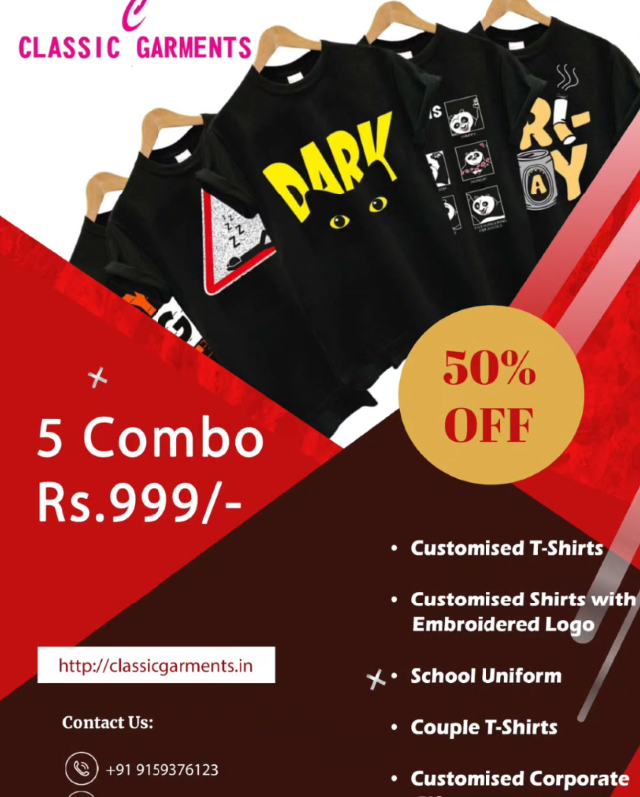 C
CLASSIC GARMENTS
DARK
Z
Z
Z
Z
A
Y
50%
OFF
5 Combo
Rs.999/-
• Customised T-Shirts
• Customised Shirts with
Embroidered Logo
• School Uniform
• Couple T-Shirts
• Customised Corporate
http://classicgarments.in
Contact Us:
+91 9159376123